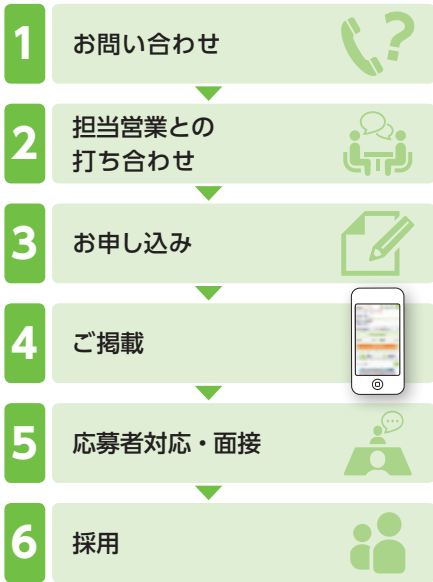 1
お問い合わせ
?
2
担当営業との
打ち合わせ
3
お申し込み
4
ご掲載
5
応募者対応・面接
6
採用